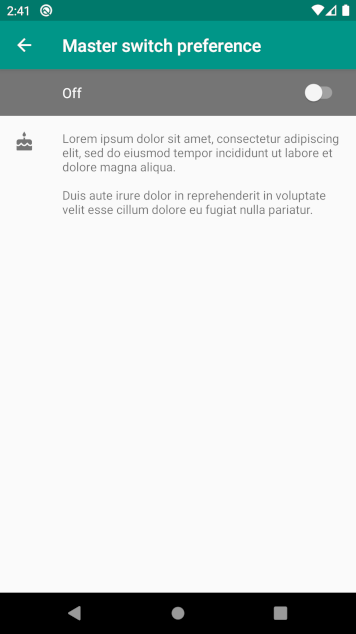 2:41
Master switch preference
Off
Lorem ipsum dolor sit amet, consectetur adipiscing
elit, sed do eiusmod tempor incididunt ut labore et
dolore magna aliqua.
Duis aute irure dolor in reprehenderit in voluptate
velit esse cillum dolore eu fugiat nulla pariatur.